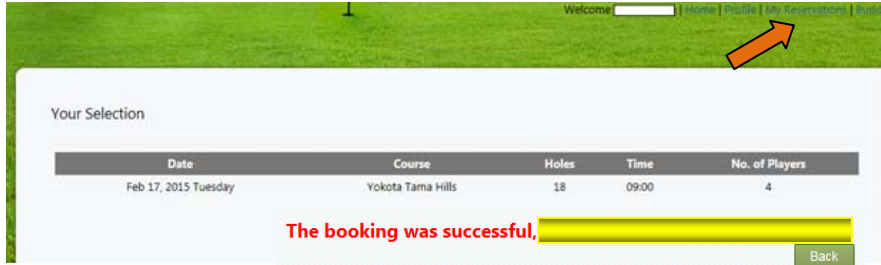 Welcome | Home | Profile | My Reservations | Budd
Your Selection
Date Course Holes Time No. of Players
Feb 17, 2015 Tuesday Yokota Tama Hills 18 09:00 4
The booking was successful,
Back